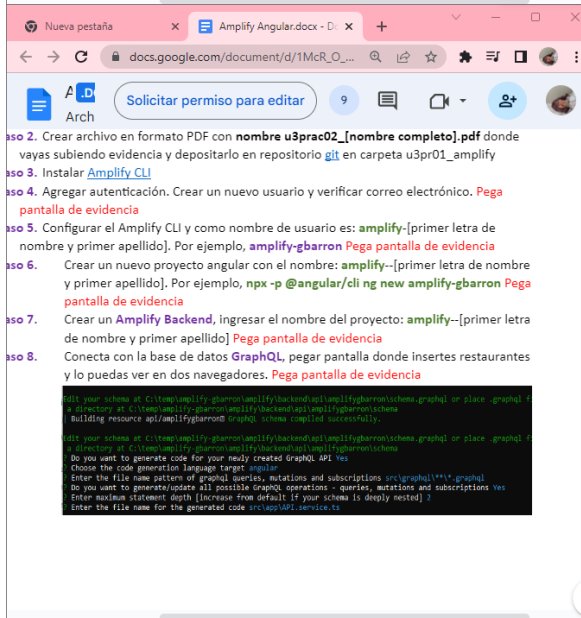 Nueva pestaña
Amplify Angular.docx - Do
docs.google.com/document/d/1McR_O_...
.D
Arch
Solicitar permiso para editar
9
aso 2. Crear archivo en formato PDF con nombre u3prac02_[nombre completo].pdf donde
vayas subiendo evidencia y depositarlo en repositorio git en carpeta u3pr01_amplify
aso 3. Instalar Amplify CLI
aso 4. Agregar autenticación. Crear un nuevo usuario y verificar correo electrónico. Pega
pantalla de evidencia
aso 5. Configurar el Amplify CLI y como nombre de usuario es: amplify-[primer letra de
nombre y primer apellido]. Por ejemplo, amplify-gbarron Pega pantalla de evidencia
aso 6. Crear un nuevo proyecto angular con el nombre: amplify--[primer letra de nombre
y primer apellido]. Por ejemplo, npx -p @angular/cli ng new amplify-gbarron Pega
pantalla de evidencia
aso 7. Crear un Amplify Backend, ingresar el nombre del proyecto: amplify--[primer letra
de nombre y primer apellido] Pega pantalla de evidencia
aso 8. Conecta con la base de datos GraphQL, pegar pantalla donde insertes restaurantes
y lo puedas ver en dos navegadores. Pega pantalla de evidencia
Edit your schema at C:\temp\amplify-gbarron\amplify\backend\api\amplifygbarron\schema.graphql or place .graphql f
a directory at C:\temp\amplify-gbarron\amplify\backend\api\amplifygbarron\schema
| Building resource api/amplifygbarron GraphQL schema compiled successfully.
Edit your schema at C:\temp\amplify-gbarron\amplify\backend\api\amplifygbarron\schema.graphql or place .graphql fi
a directory at C:\temp\amplify-gbarron\amplify\backend\api\amplifygbarron\schema
? Do you want to generate code for your newly created GraphQL API Yes
? Choose the code generation language target angular
? Enter the file name pattern of graphql queries, mutations and subscriptions src\graphql\**\*.graphql
? Do you want to generate/update all possible GraphQL operations - queries, mutations and subscriptions Yes
? Enter maximum statement depth [increase from default if your schema is deeply nested] 2
? Enter the file name for the generated code src\app\API.service.ts